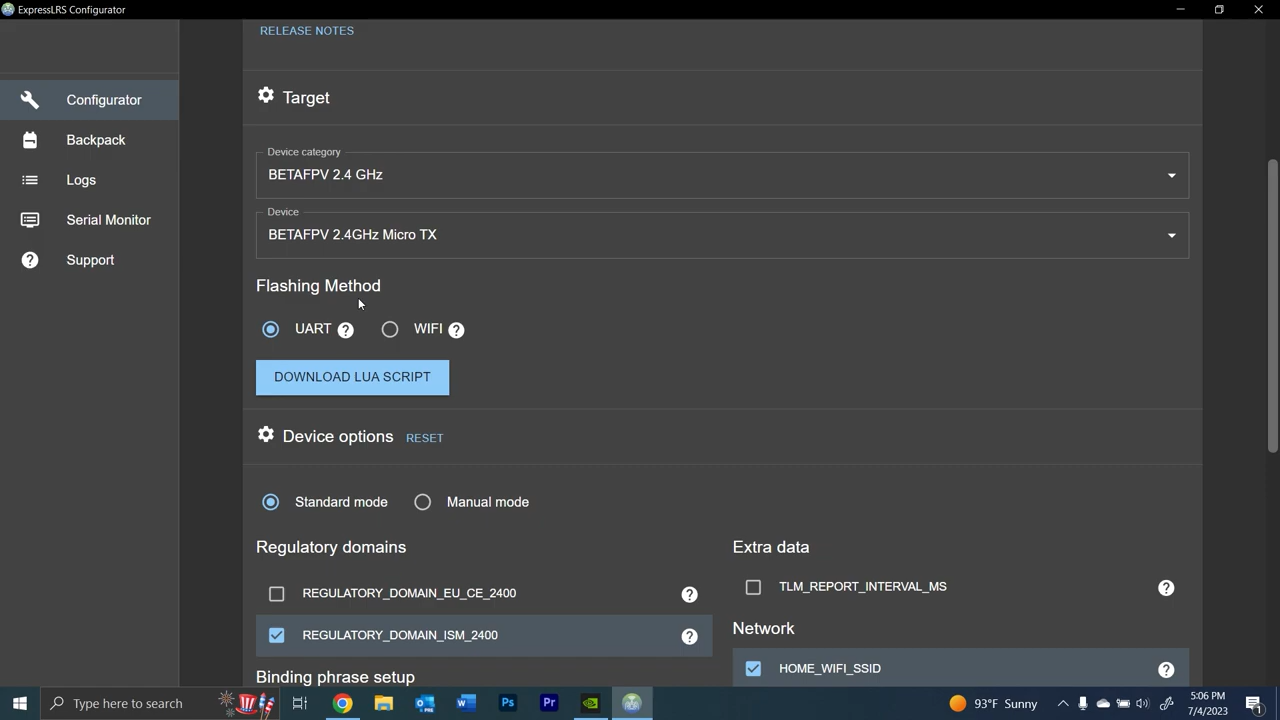 ExpressLRS Configurator
RELEASE NOTES
Configurator
Backpack
Logs
Serial Monitor
Support
Target
Device category
BETAFPV 2.4 GHz
Device
BETAFPV 2.4GHz Micro TX
Flashing Method
UART ? WIFI ?
DOWNLOAD LUA SCRIPT
Device options RESET
Standard mode Manual mode
Regulatory domains
REGULATORY_DOMAIN_EU_CE_2400 ?
REGULATORY_DOMAIN_ISM_2400 ?
Binding phrase setup
Extra data
TLM_REPORT_INTERVAL_MS ?
Network
HOME_WIFI_SSID ?
Type here to search
93°F Sunny
5:06 PM
7/4/2023
1